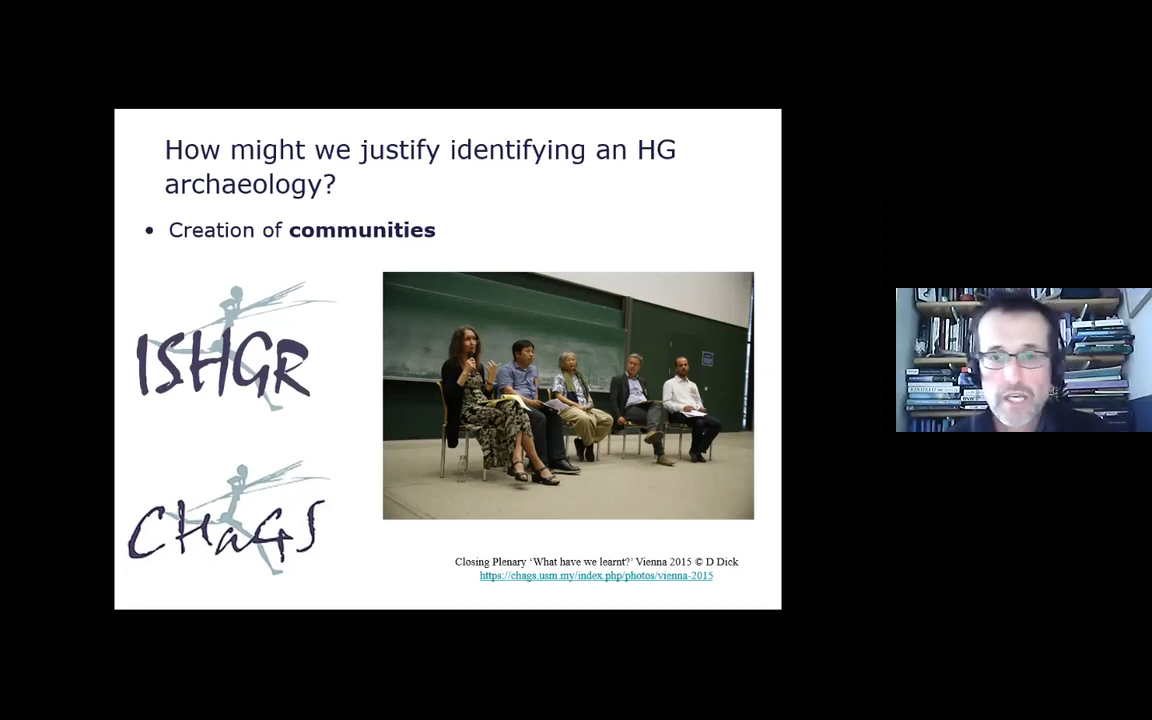 How might we justify identifying an HG
archaeology?
• Creation of communities
ISHGR
CHaGS
Closing Plenary ‘What have we learnt?’ Vienna 2015 © D Dick
https://chags.usm.my/index.php/photos/vienna-2015